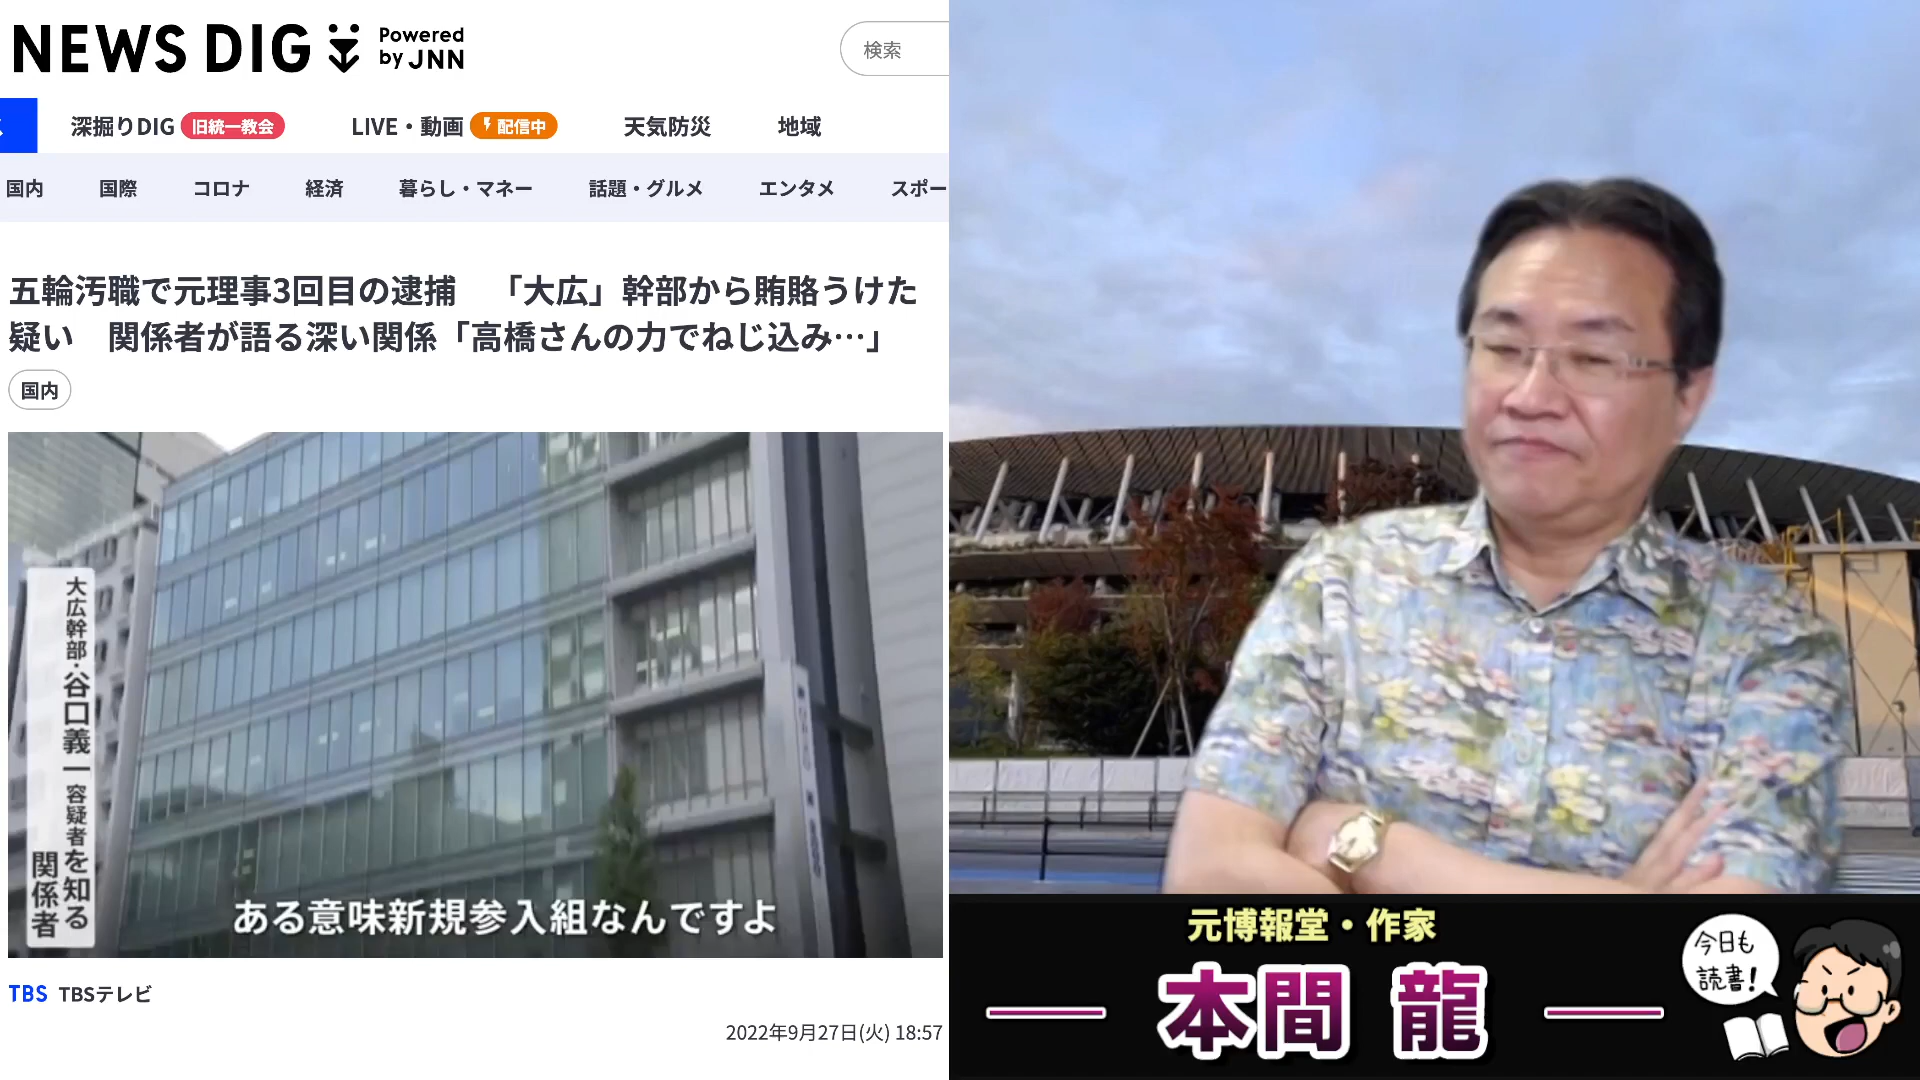 NEWS DIG
Powered
by JNN
検索
深掘りDIG 旧統一教会
LIVE・動画 配信中
天気防災
地域
国内
国際
コロナ
経済
暮らし・マネー
話題・グルメ
エンタメ
スポー
五輪汚職で元理事3回目の逮捕 「大広」幹部から賄賂うけた
疑い 関係者が語る深い関係「高橋さんの力でねじ込み…」
国内
大広幹部・谷口義一容疑者を知る
関係者
ある意味新規参入組なんですよ
TBS TBSテレビ
2022年9月27日(火) 18:57
元博報堂・作家
本間 龍
今日も
読書!